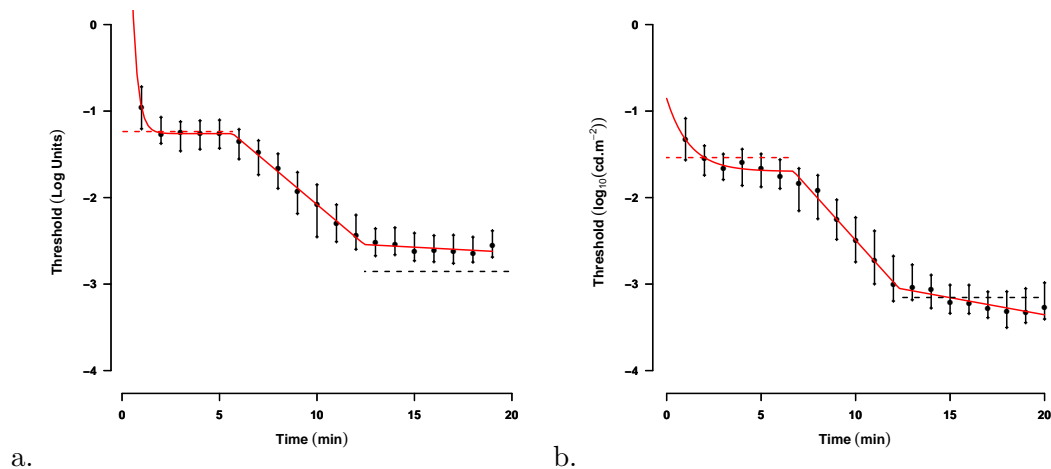 0
−1
−2
−3
−4
Threshold (Log Units)
0 5 10 15 20
Time (min)
a.
0
−1
−2
−3
−4
Threshold (log₁₀(cd.m⁻²))
0 5 10 15 20
Time (min)
b.